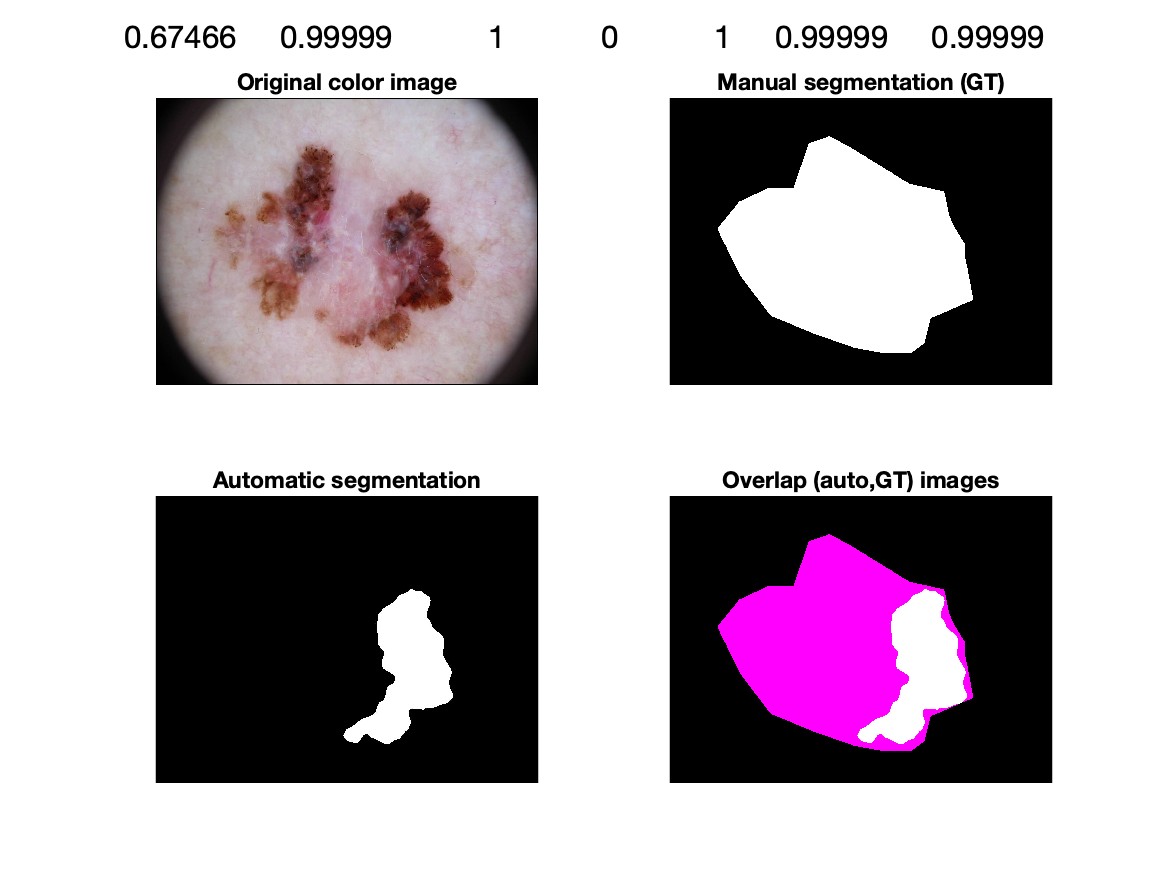 0.67466 0.99999 1 0 1 0.99999 0.99999
Original color image
Manual segmentation (GT)
Automatic segmentation
Overlap (auto,GT) images